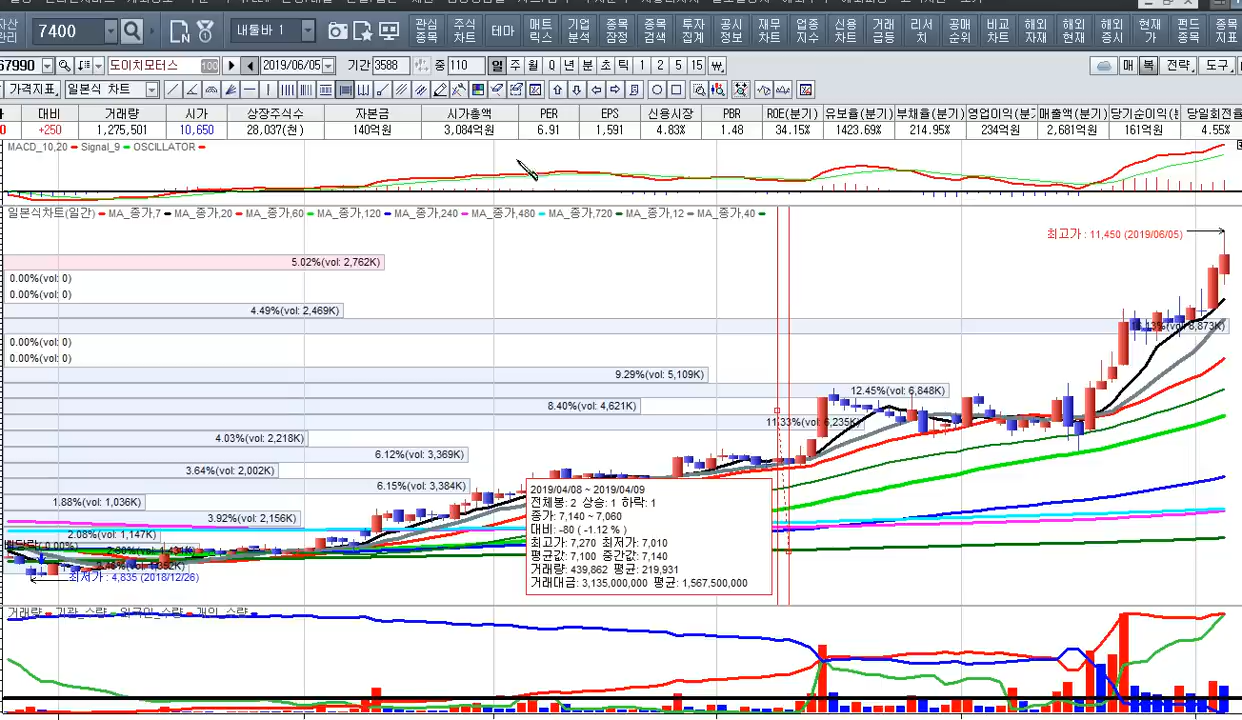 자산 관리 7400 내툴바 1 관심 종목 주식 차트 테마 매트 릭스 기업 분석 종목 잠정 종목 검색 투자 집계 공시 정보 재무 차트 업종 지수 신용 차트 거래 급등 리서 치 공매 순위 비교 차트 해외 자재 해외 현재 해외 증시 현재 가 펀드 종목 종목 지표
67990 도이치모터스 100 2019/06/05 기간 3588 종 110 일 주 월 Q 년 분 초 틱 1 2 5 15 매 복 전략 도구
가격지표 일본식 차트
대비 거래량 시가 상장주식수 자본금 시가총액 PER EPS 신용시장 PBR ROE(분기) 유보율(분기) 부채율(분기) 영업이익(분기 매출액(분기) 당기순이익( 당일회전율
0 +250 1,275,501 10,650 28,037(천) 140억원 3,084억원 6.91 1,591 4.83% 1.48 34.15% 1423.69% 214.95% 234억원 2,681억원 161억원 4.55%
MACD_10,20 Signal_9 OSCILLATOR
일본식차트(일간) MA_종가,7 MA_종가,20 MA_종가,60 MA_종가,120 MA_종가,240 MA_종가,480 MA_종가,720 MA_종가,12 MA_종가,40
최고가 : 11,450 (2019/06/05)
5.02%(vol: 2,762K)
0.00%(vol: 0)
0.00%(vol: 0)
4.49%(vol: 2,469K)
0.00%(vol: 0)
0.00%(vol: 0)
9.29%(vol: 5,109K)
12.45%(vol: 6,848K)
8.40%(vol: 4,621K)
11.33%(vol: 6,235K)
4.03%(vol: 2,218K)
6.12%(vol: 3,369K)
3.64%(vol: 2,002K)
6.15%(vol: 3,384K)
1.88%(vol: 1,036K)
3.92%(vol: 2,156K)
2.08%(vol: 1,147K)
최저가 : 4,835 (2018/12/26)
2019/04/08 ~ 2019/04/09
전체봉: 2 상승: 1 하락: 1
종가: 7,140 ~ 7,060
대비: -80 ( -1.12 % )
최고가: 7,270 최저가: 7,010
평균값: 7,100 중간값: 7,140
거래량: 439,862 평균: 219,931
거래대금: 3,135,000,000 평균: 1,567,500,000
거래량 기관_수량 외국인_수량 개인_수량